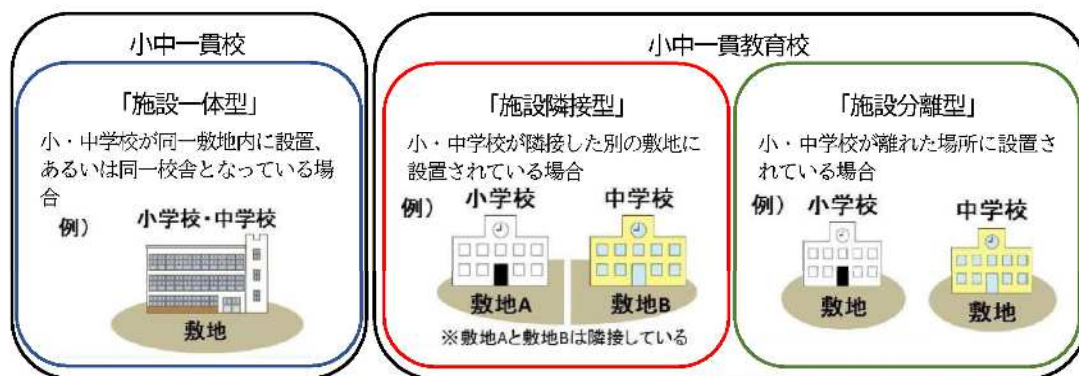 小中一貫校
「施設一体型」
小・中学校が同一敷地内に設置、
あるいは同一校舎となっている場
合
例）
小学校・中学校
敷地
小中一貫教育校
「施設隣接型」
小・中学校が隣接した別の敷地に
設置されている場合
例）
小学校
中学校
敷地A
敷地B
※敷地Aと敷地Bは隣接している
「施設分離型」
小・中学校が離れた場所に設置さ
れている場合
例）
小学校
中学校
敷地
敷地